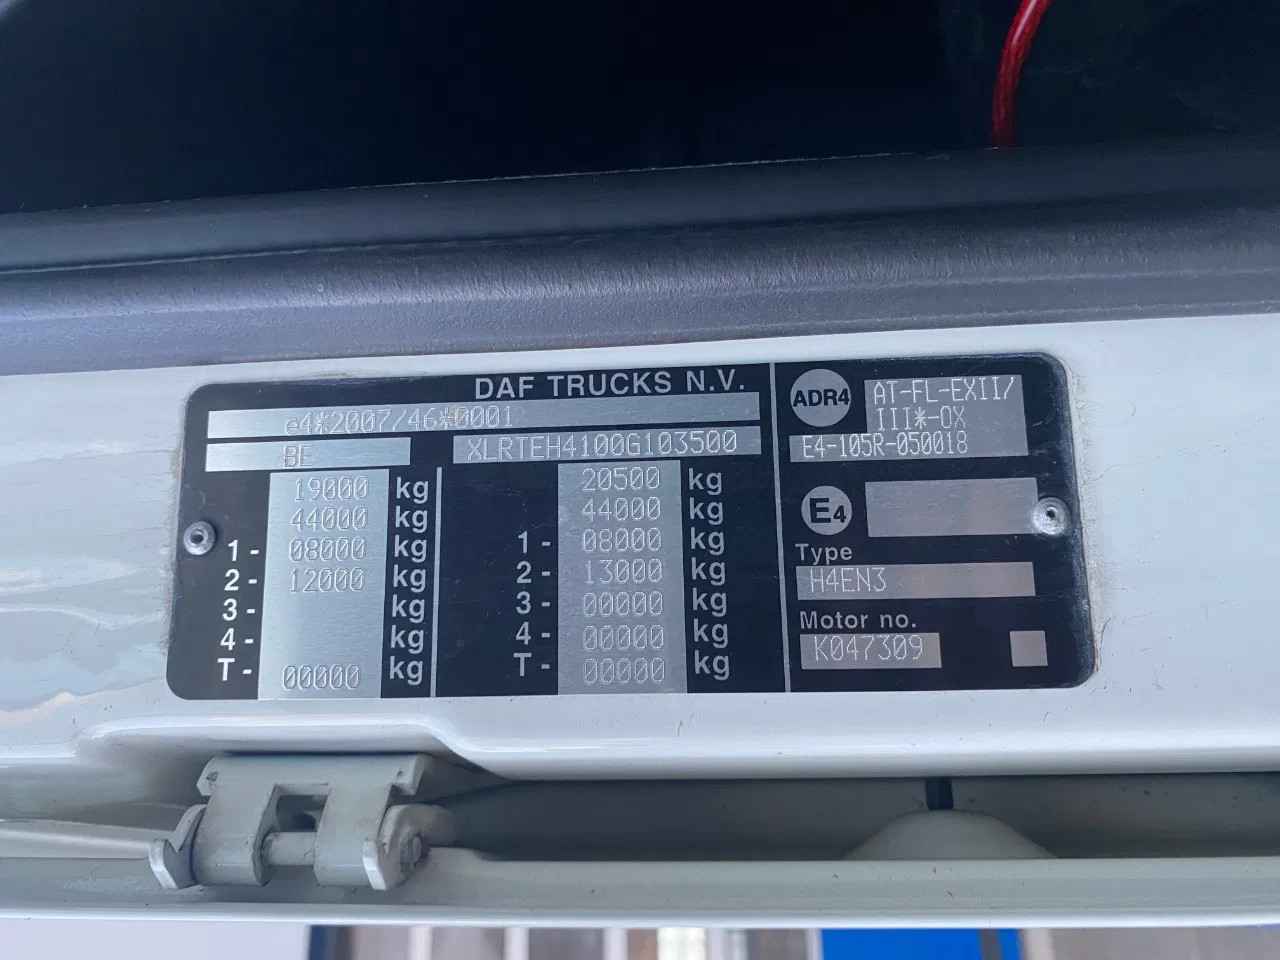 DAF TRUCKS N.V.
e4*2007/46*0001
BE XLRTEH4100G103500
19000 kg 20500 kg
44000 kg 44000 kg
1- 08000 kg 1- 08000 kg
2- 12000 kg 2- 13000 kg
3- kg 3- 00000 kg
4- kg 4- 00000 kg
T- 00000 kg T- 00000 kg
ADR4 AT-FL-EXII/
III*-OX
E4-105R-050018
E4
Type
H4EN3
Motor no.
K047309